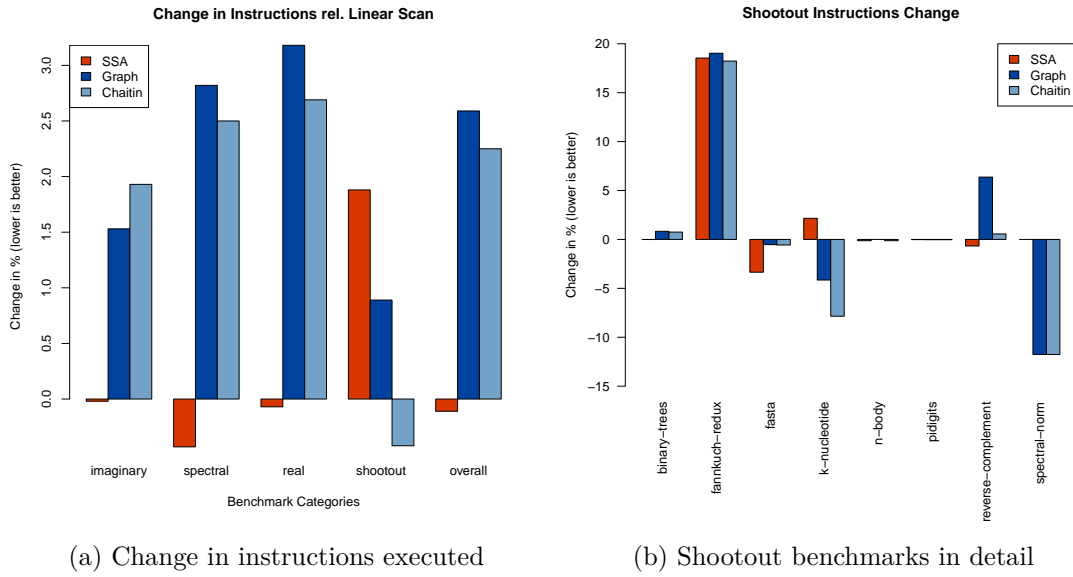 Change in Instructions rel. Linear Scan
SSA
Graph
Chaitin
Change in % (lower is better)
3.0
2.5
2.0
1.5
1.0
0.5
0.0
imaginary spectral real shootout overall
Benchmark Categories
(a) Change in instructions executed
Shootout Instructions Change
SSA
Graph
Chaitin
Change in % (lower is better)
20
15
10
5
0
−5
−10
−15
binary−trees
fannkuch−redux
fasta
k−nucleotide
n−body
pidigits
reverse−complement
spectral−norm
(b) Shootout benchmarks in detail